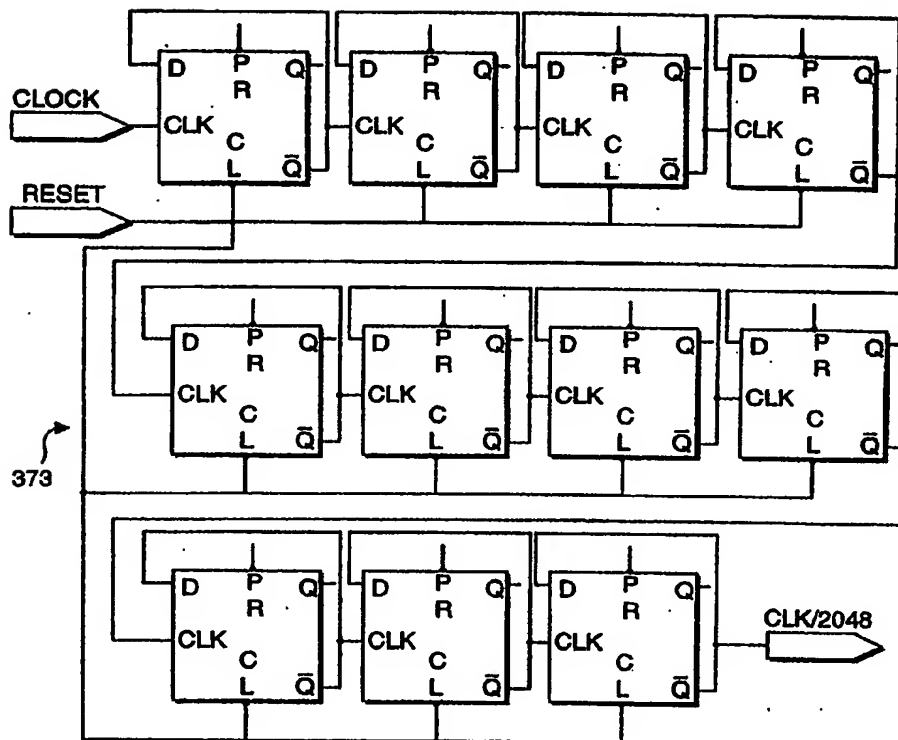 D P R Q D P R Q D P R Q D P R Q
CLOCK
CLK C L Q̅ CLK C L Q̅ CLK C L Q̅ CLK C L Q̅
RESET
D P R Q D P R Q D P R Q D P R Q
CLK C L Q̅ CLK C L Q̅ CLK C L Q̅ CLK C L Q̅
373
D P R Q D P R Q D P R Q
CLK C L Q̅ CLK C L Q̅ CLK C L Q̅
CLK/2048